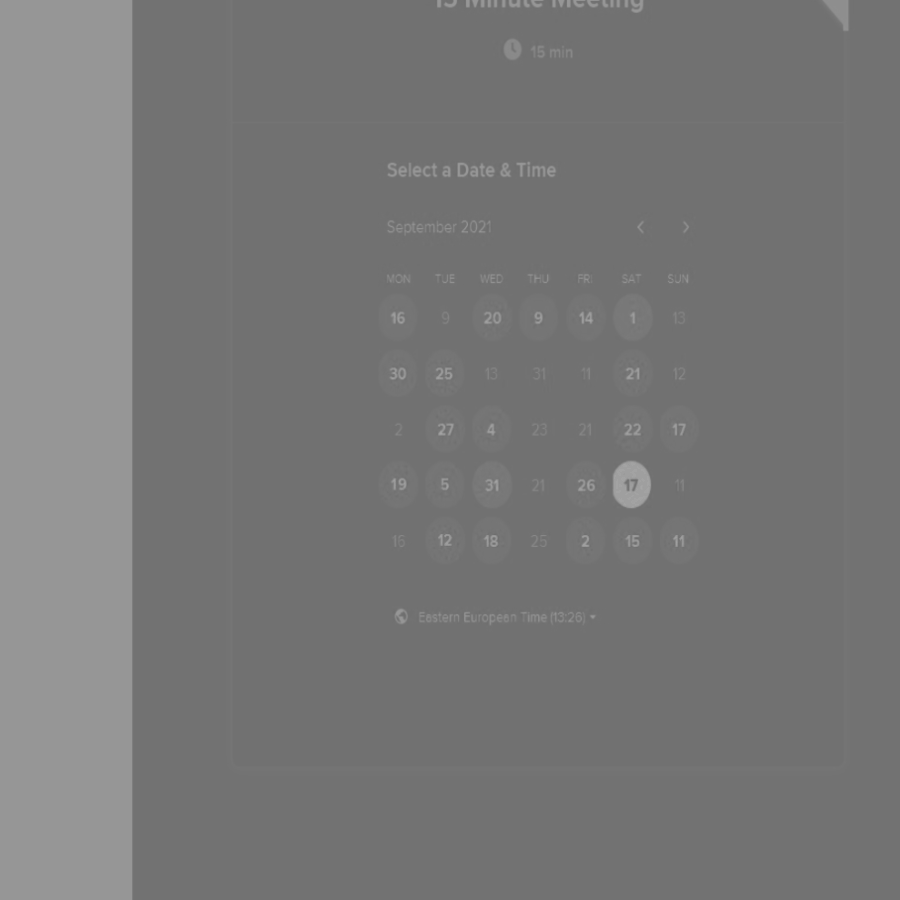 15 Minute Meeting
15 min
Select a Date & Time
September 2021
MON TUE WED THU FRI SAT SUN
16 9 20 9 14 1 13
30 25 13 31 11 21 12
2 27 4 23 21 22 17
19 5 31 21 26 17 11
15 12 18 25 2 15 11
Eastern European Time (13:26)